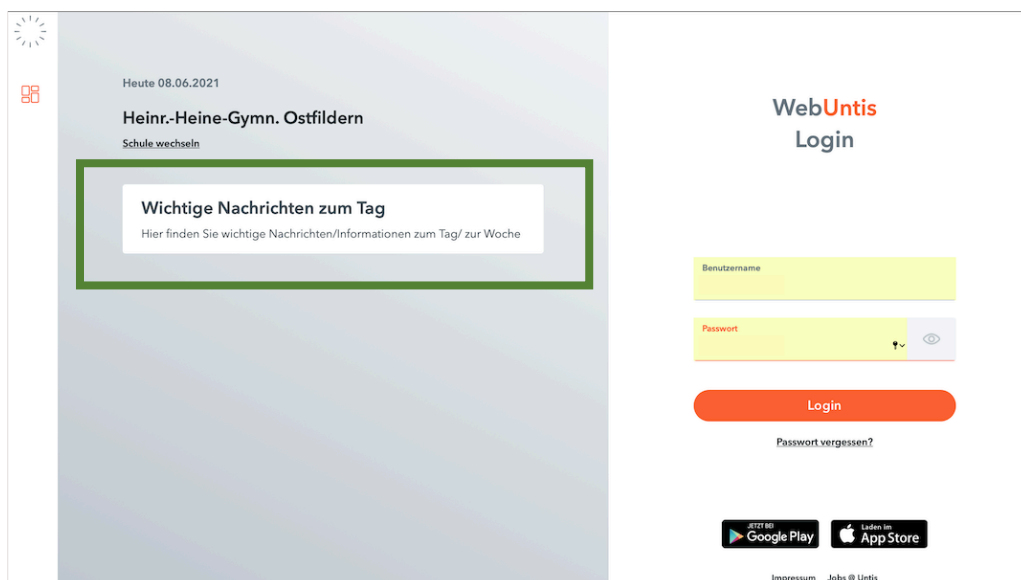 Heute 08.06.2021
Heinr.-Heine-Gymn. Ostfildern
Schule wechseln
Wichtige Nachrichten zum Tag
Hier finden Sie wichtige Nachrichten/Informationen zum Tag/ zur Woche
WebUntis
Login
Benutzername
Passwort
Login
Passwort vergessen?
JETZT BEI
Google Play
Laden im
App Store
Impressum Jobs @ Untis